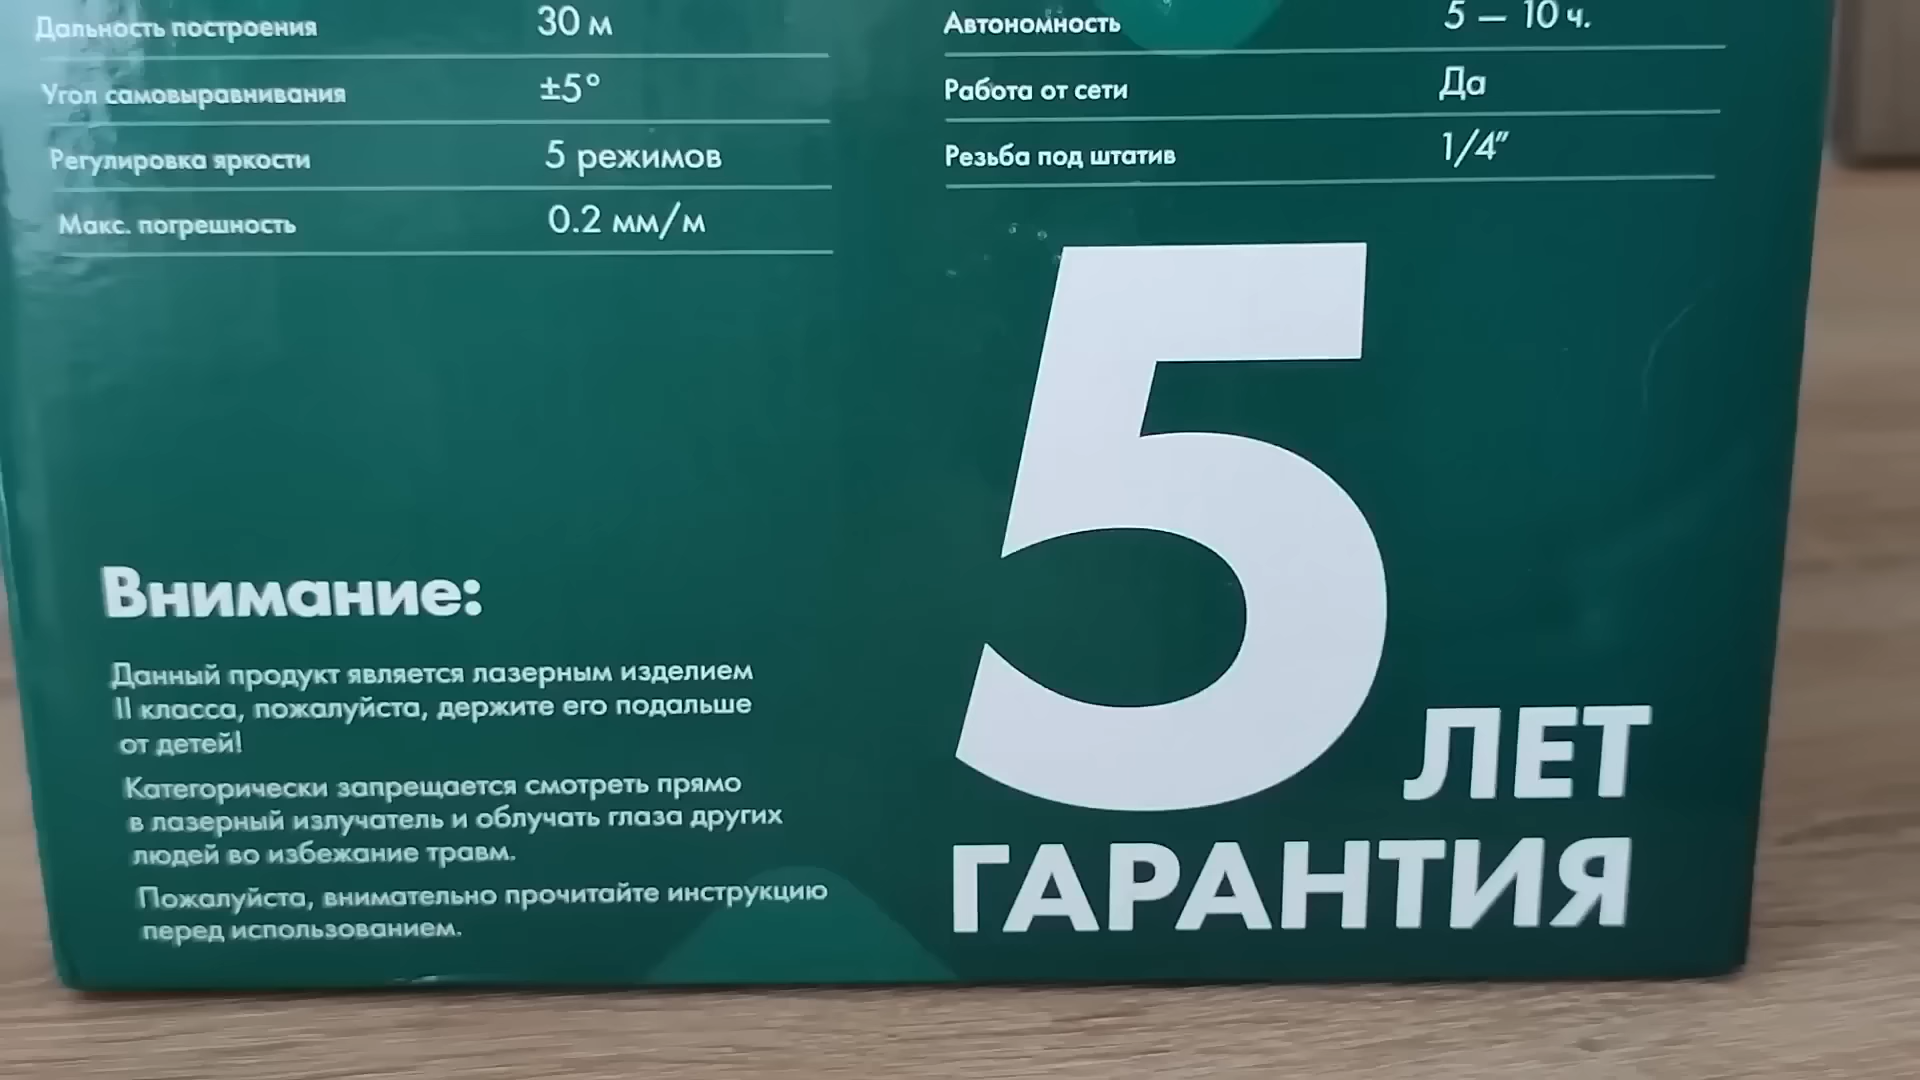 Дальность построения 30 м
Угол самовыравнивания ±5°
Регулировка яркости 5 режимов
Макс. погрешность 0.2 мм/м
Автономность 5 — 10 ч.
Работа от сети Да
Резьба под штатив 1/4”
Внимание:
Данный продукт является лазерным изделием
II класса, пожалуйста, держите его подальше
от детей!
Категорически запрещается смотреть прямо
в лазерный излучатель и облучать глаза других
людей во избежание травм.
Пожалуйста, внимательно прочитайте инструкцию
перед использованием.
5 ЛЕТ
ГАРАНТИЯ